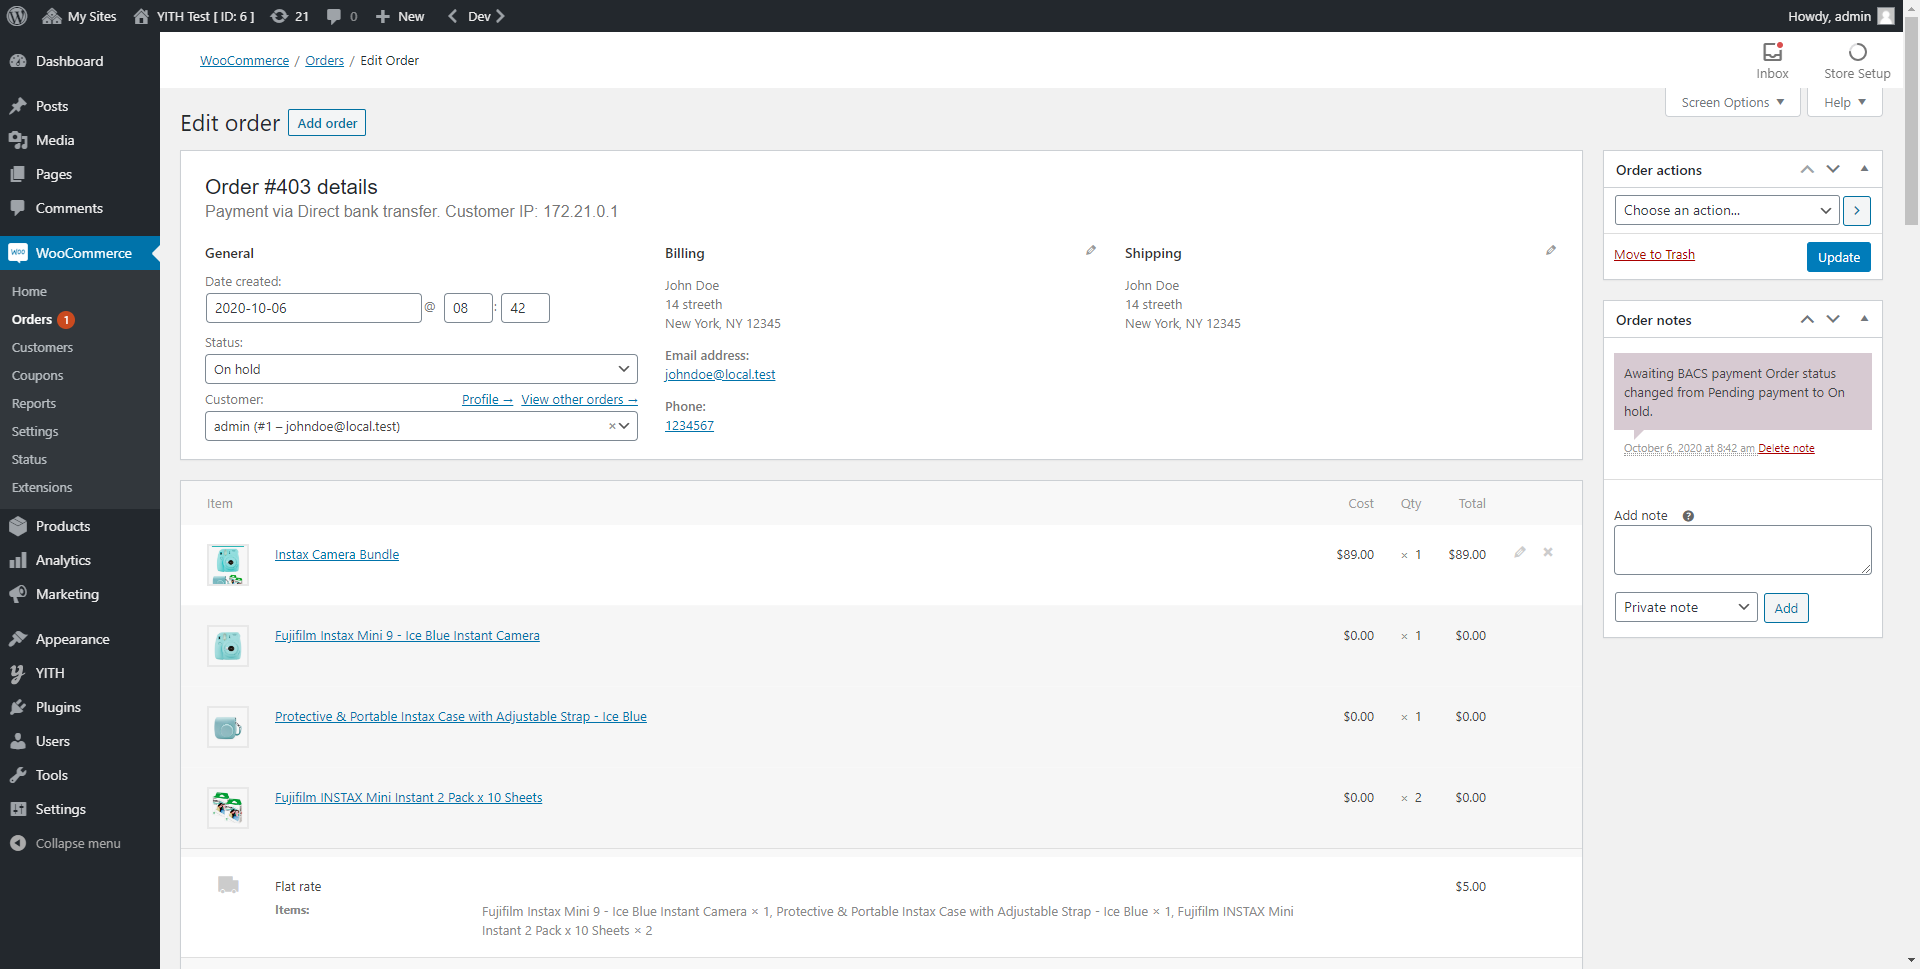 My Sites
YITH Test [ ID: 6 ]
21
0
New
Dev
Howdy, admin
Dashboard
Posts
Media
Pages
Comments
WooCommerce
Home
Orders 1
Customers
Coupons
Reports
Settings
Status
Extensions
Products
Analytics
Marketing
Appearance
YITH
Plugins
Users
Tools
Settings
Collapse menu
WooCommerce / Orders / Edit Order
Inbox
Store Setup
Screen Options ▼
Help ▼
Edit order
Add order
Order #403 details
Payment via Direct bank transfer. Customer IP: 172.21.0.1
General
Date created:
2020-10-06 @ 08 : 42
Status:
On hold
Customer: Profile → View other orders →
admin (#1 – johndoe@local.test) ×
Billing
John Doe
14 streeth
New York, NY 12345
Email address:
johndoe@local.test
Phone:
1234567
Shipping
John Doe
14 streeth
New York, NY 12345
Item Cost Qty Total
Instax Camera Bundle $89.00 × 1 $89.00
Fujifilm Instax Mini 9 - Ice Blue Instant Camera $0.00 × 1 $0.00
Protective & Portable Instax Case with Adjustable Strap - Ice Blue $0.00 × 1 $0.00
Fujifilm INSTAX Mini Instant 2 Pack x 10 Sheets $0.00 × 2 $0.00
Flat rate $5.00
Items:
Fujifilm Instax Mini 9 - Ice Blue Instant Camera × 1, Protective & Portable Instax Case with Adjustable Strap - Ice Blue × 1, Fujifilm INSTAX Mini
Instant 2 Pack x 10 Sheets × 2
Order actions
Choose an action...
Move to Trash
Update
Order notes
Awaiting BACS payment Order status
changed from Pending payment to On
hold.
October 6, 2020 at 8:42 am Delete note
Add note ?
Private note
Add